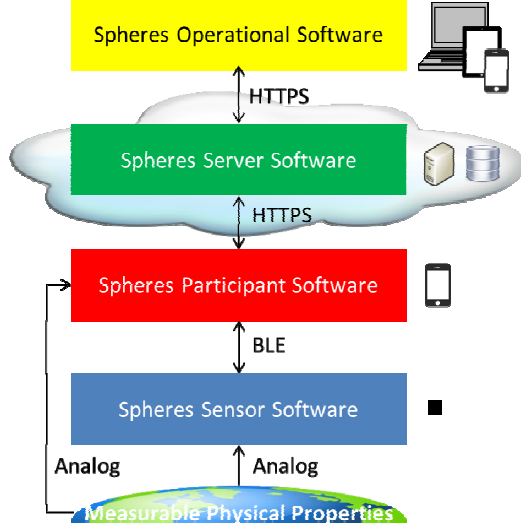 Spheres Operational Software
HTTPS
Spheres Server Software
HTTPS
Spheres Participant Software
BLE
Spheres Sensor Software
Analog
Analog
Measurable Physical Properties